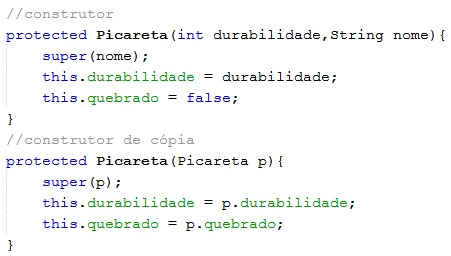 //construtor
protected Picareta(int durabilidade,String nome){
    super(nome);
    this.durabilidade = durabilidade;
    this.quebrado = false;
}
//construtor de cópia
protected Picareta(Picareta p){
    super(p);
    this.durabilidade = p.durabilidade;
    this.quebrado = p.quebrado;
}